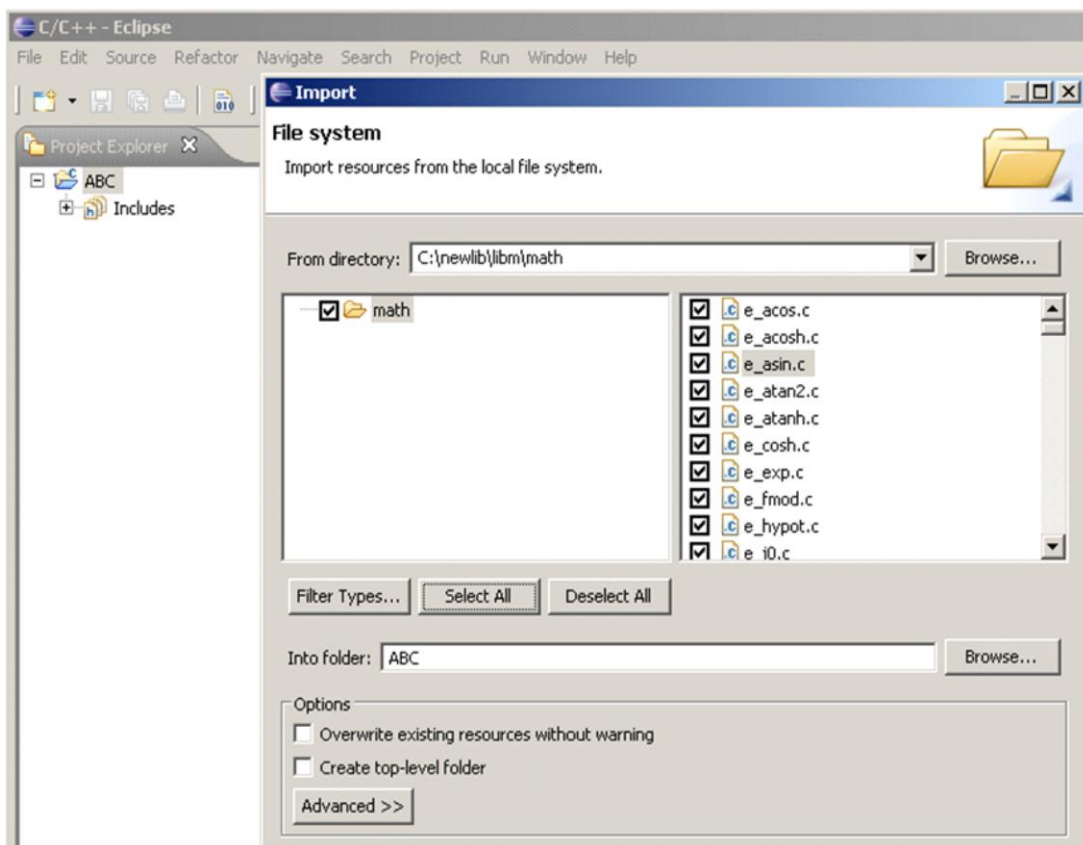 C/C++ - Eclipse
File Edit Source Refactor Navigate Search Project Run Window Help
010
Import
Project Explorer
File system
Import resources from the local file system.
ABC
Includes
From directory: C:\newlib\libm\math Browse...
math
.c e_acos.c
.c e_acosh.c
.c e_asin.c
.c e_atan2.c
.c e_atanh.c
.c e_cosh.c
.c e_exp.c
.c e_fmod.c
.c e_hypot.c
.c e_j0.c
Filter Types... Select All Deselect All
Into folder: ABC Browse...
Options
Overwrite existing resources without warning
Create top-level folder
Advanced >>